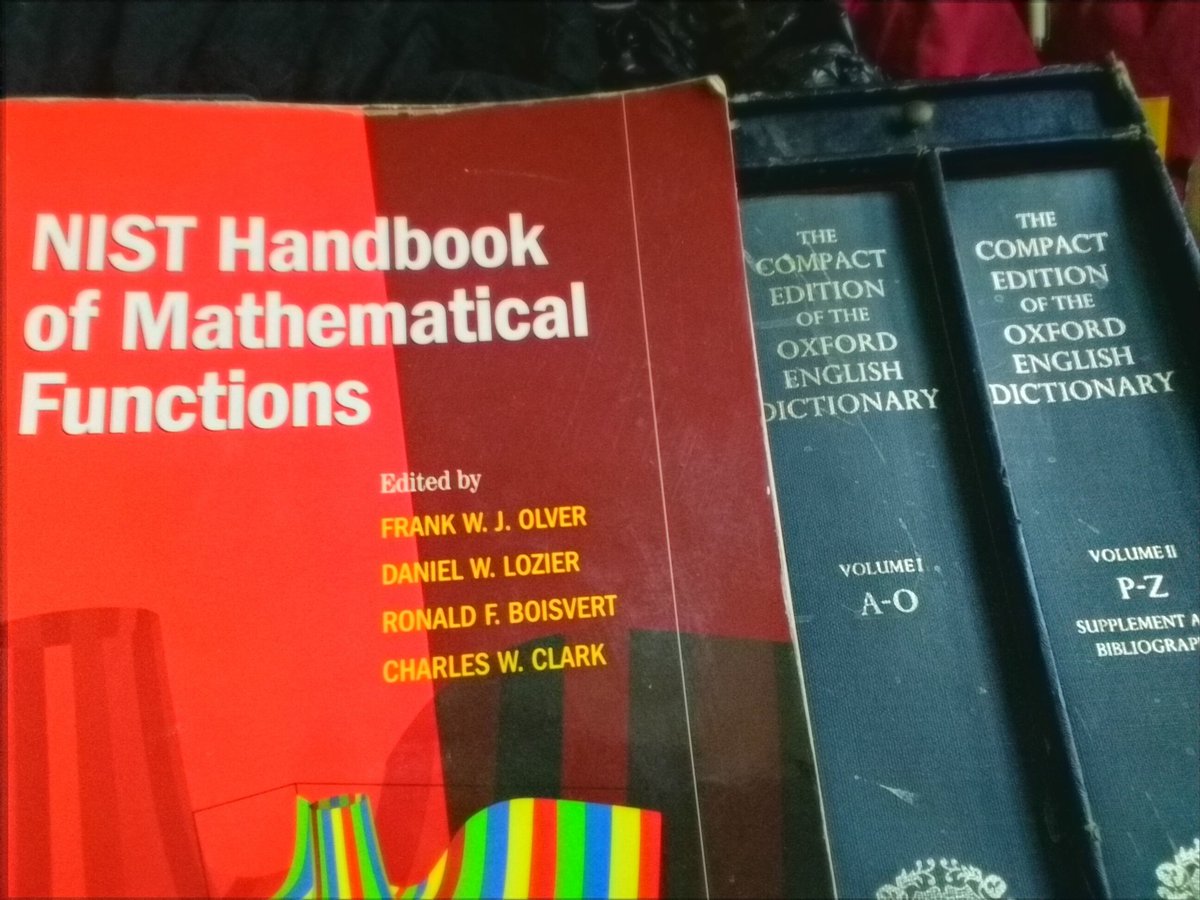 NIST Handbook
of Mathematical
Functions
Edited by
FRANK W. J. OLVER
DANIEL W. LOZIER
RONALD F. BOISVERT
CHARLES W. CLARK
THE
COMPACT
EDITION
OF THE
OXFORD
ENGLISH
DICTIONARY
VOLUME I
A-O
THE
COMPACT
EDITION
OF THE
OXFORD
ENGLISH
DICTIONARY
VOLUME II
P-Z
SUPPLEMENT